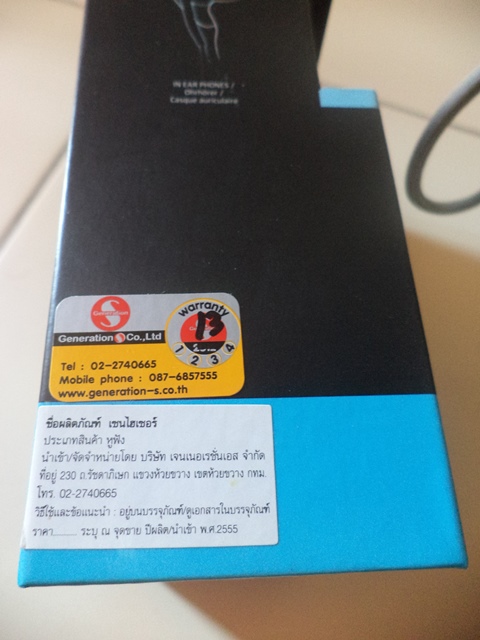 IN EAR PHONES /
Ohrhörer /
Casque auriculaire
S
Generation
Generation S Co.,Ltd
warranty
13
1 2 3 4
Tel : 02-2740665
Mobile phone : 087-6857555
www.generation-s.co.th
ชื่อผลิตภัณฑ์ เซนไฮเซอร์
ประเภทสินค้า หูฟัง
นำเข้า/จัดจำหน่ายโดย บริษัท เจนเนอเรชั่นเอส จำกัด
ที่อยู่ 230 ถ.รัชดาภิเษก แขวงห้วยขวาง เขตห้วยขวาง กทม.
โทร. 02-2740665
วิธีใช้และข้อแนะนำ : อยู่บนบรรจุภัณฑ์/ดูเอกสารในบรรจุภัณฑ์
ราคา.......... ระบุ ณ จุดขาย ปีผลิต/นำเข้า พ.ศ.2555